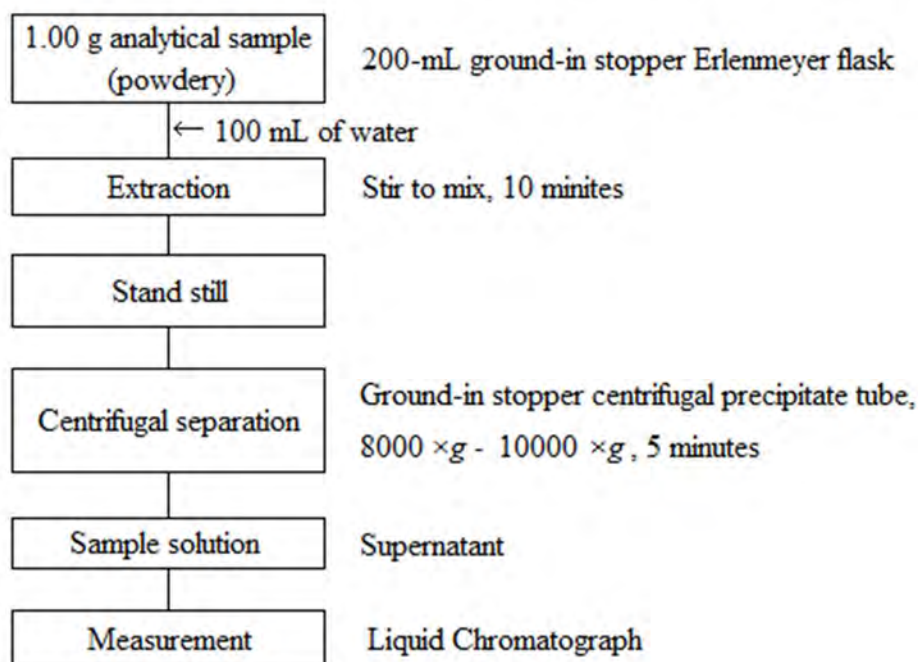 1.00 g analytical sample
(powdery)
200-mL ground-in stopper Erlenmeyer flask
← 100 mL of water
Extraction
Stir to mix, 10 minites
Stand still
Centrifugal separation
Ground-in stopper centrifugal precipitate tube,
8000 ×g - 10000 ×g , 5 minutes
Sample solution
Supernatant
Measurement
Liquid Chromatograph